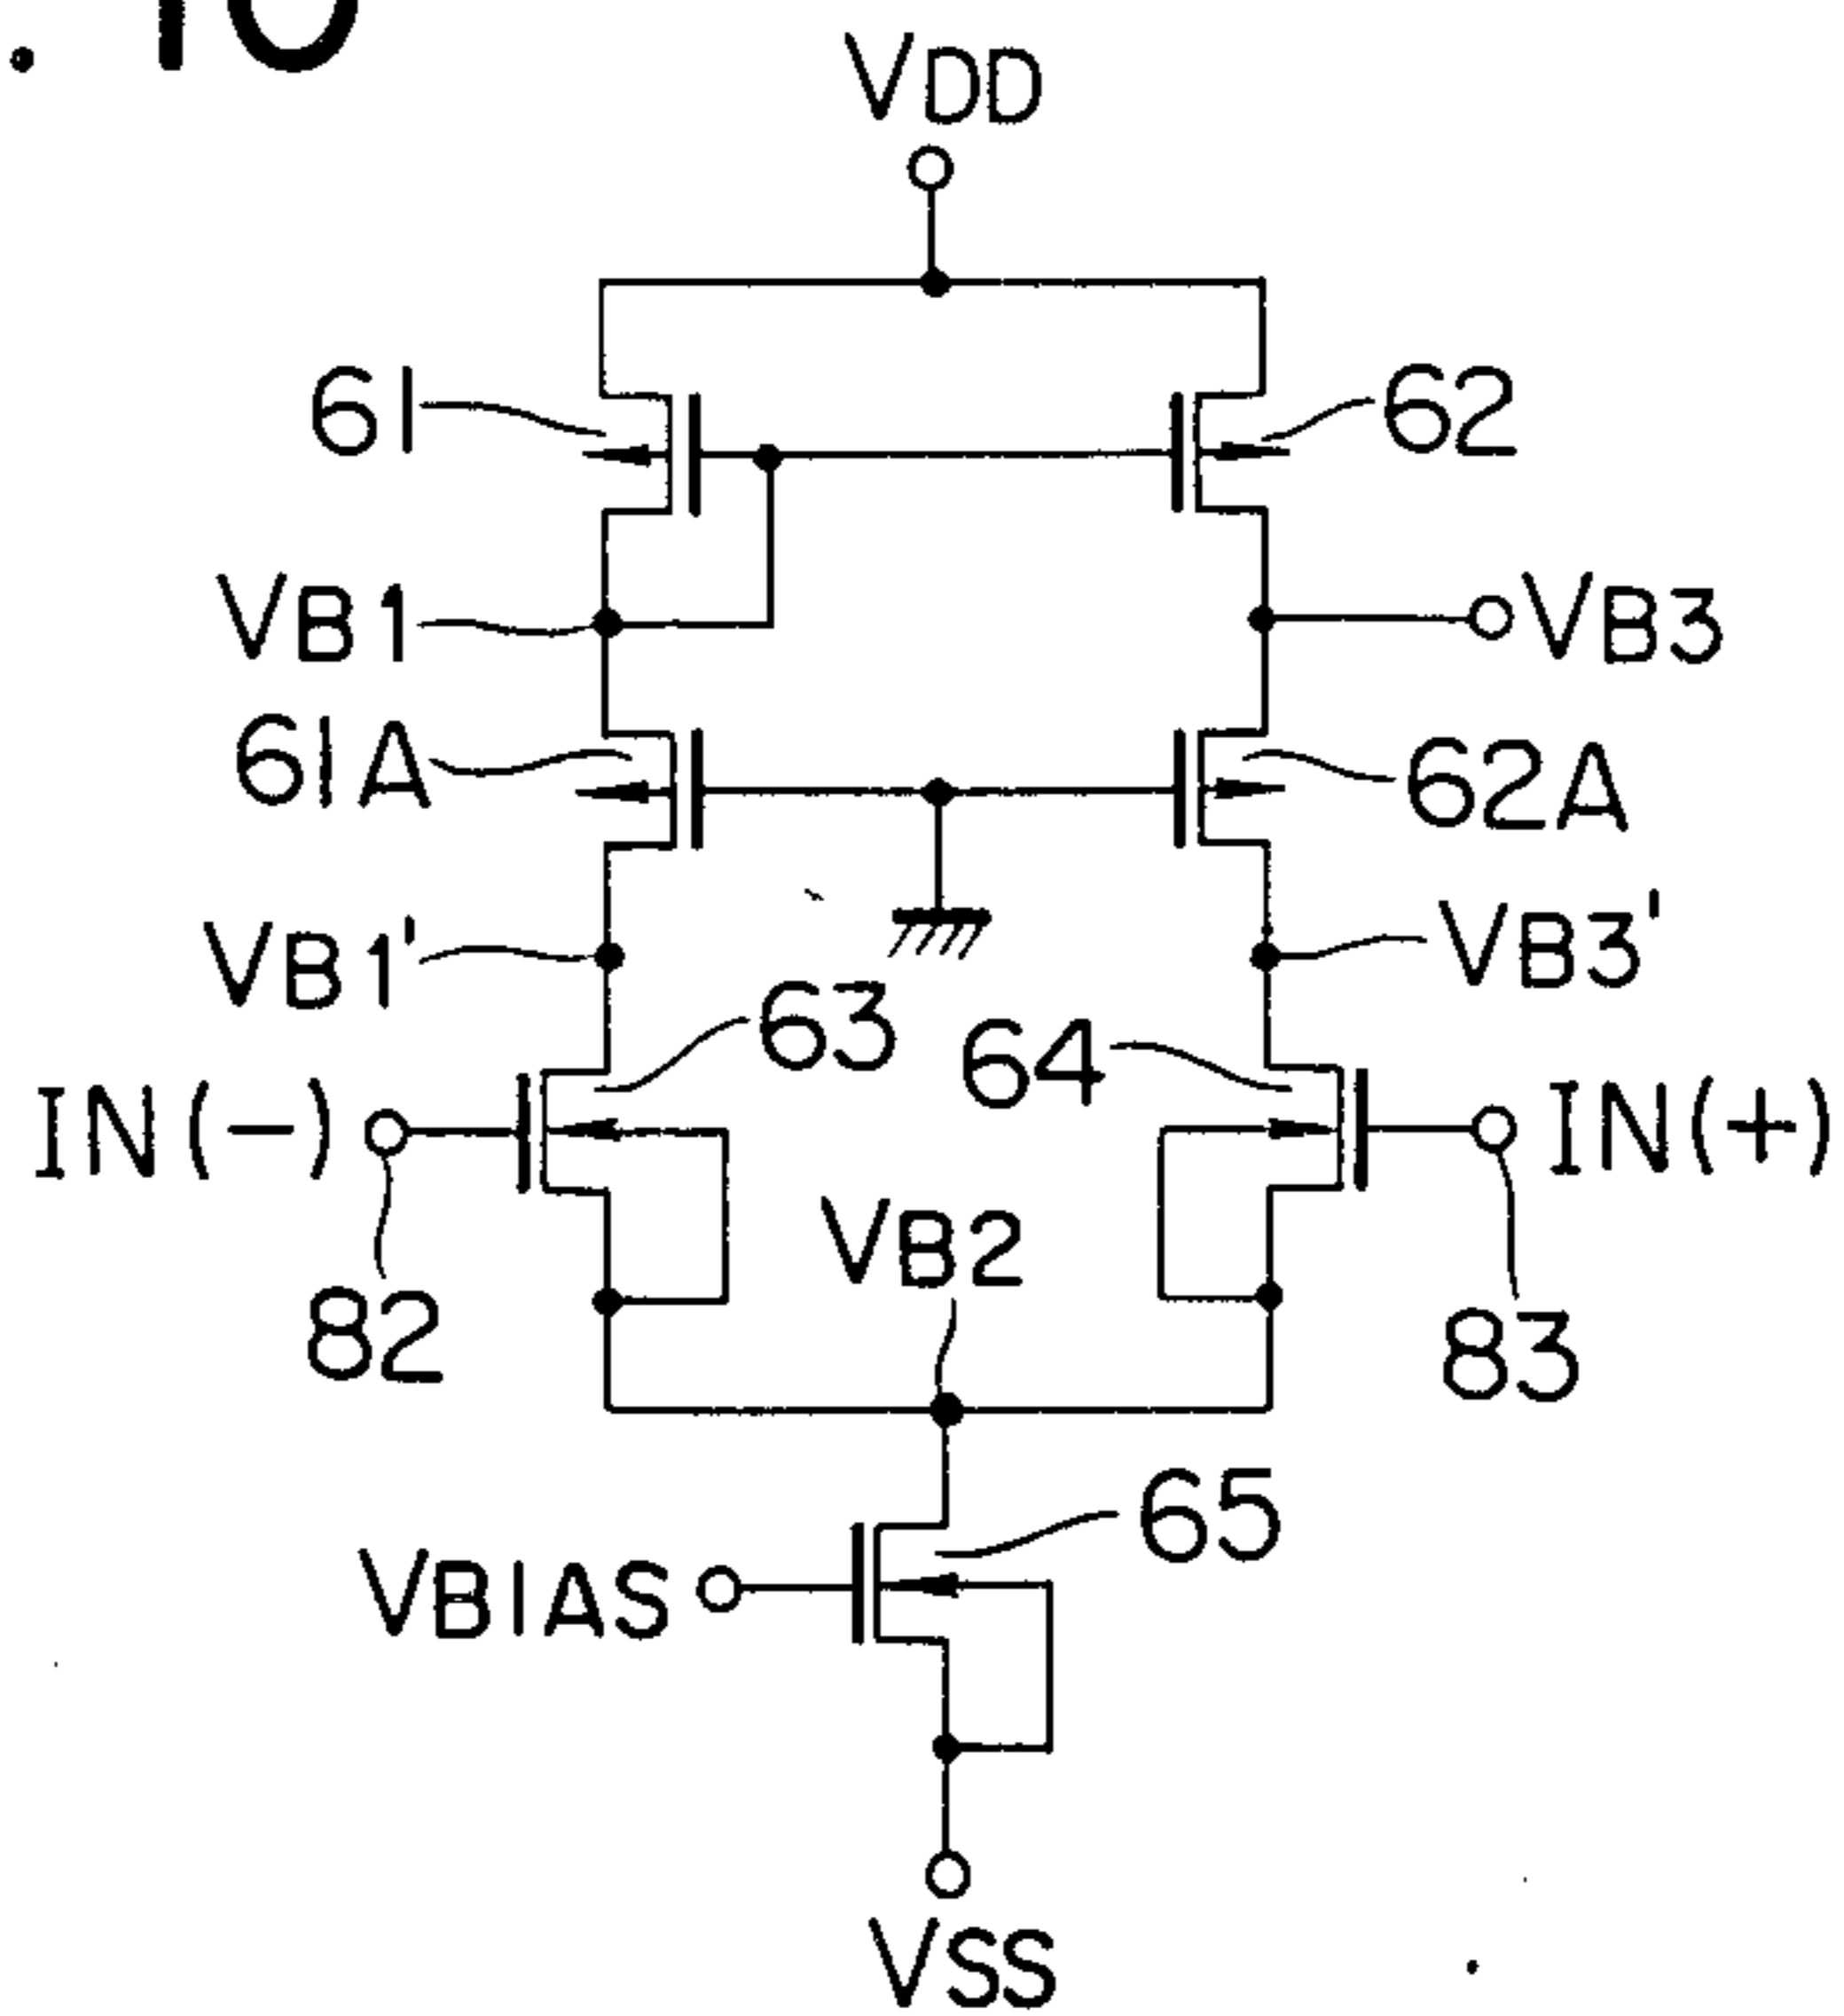 . 10
VDD
61
62
VB1
VB3
61A
62A
VB1'
VB3'
63
64
IN(-)
IN(+)
VB2
82
83
65
VBIAS
VSS